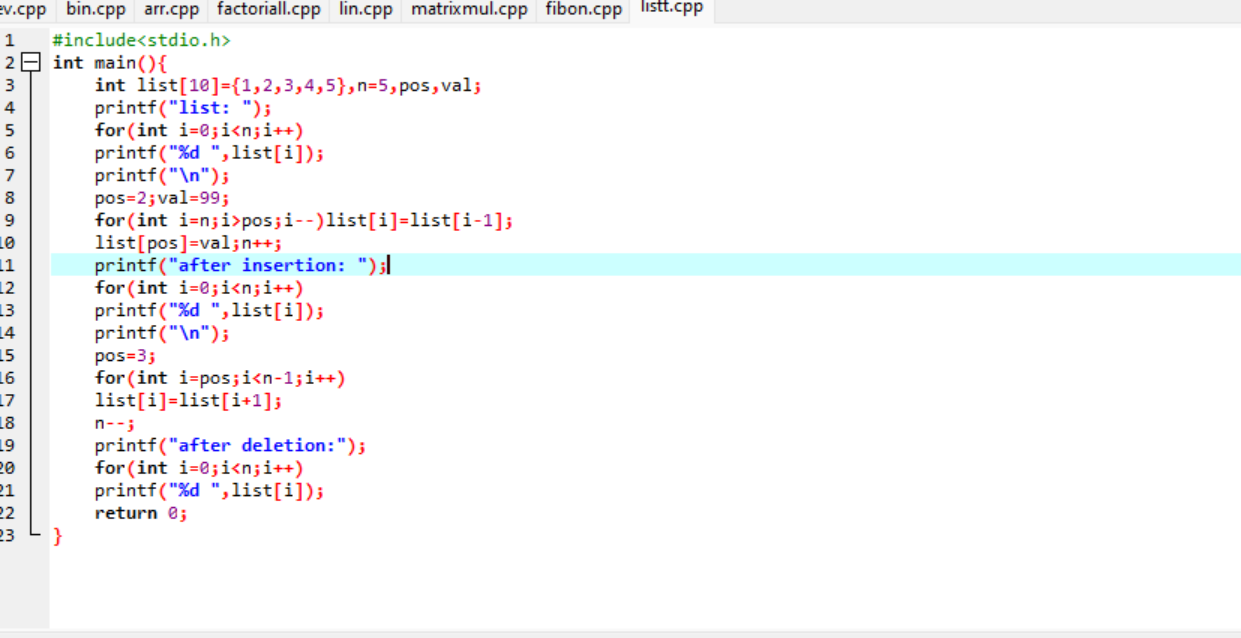 ev.cpp bin.cpp arr.cpp factoriall.cpp lin.cpp matrixmul.cpp fibon.cpp listt.cpp
1 #include<stdio.h>
2 int main(){
3 int list[10]={1,2,3,4,5},n=5,pos,val;
4 printf("list: ");
5 for(int i=0;i<n;i++)
6 printf("%d ",list[i]);
7 printf("\n");
8 pos=2;val=99;
9 for(int i=n;i>pos;i--)list[i]=list[i-1];
10 list[pos]=val;n++;
11 printf("after insertion: ");
12 for(int i=0;i<n;i++)
13 printf("%d ",list[i]);
14 printf("\n");
15 pos=3;
16 for(int i=pos;i<n-1;i++)
17 list[i]=list[i+1];
18 n--;
19 printf("after deletion:");
20 for(int i=0;i<n;i++)
21 printf("%d ",list[i]);
22 return 0;
23 }